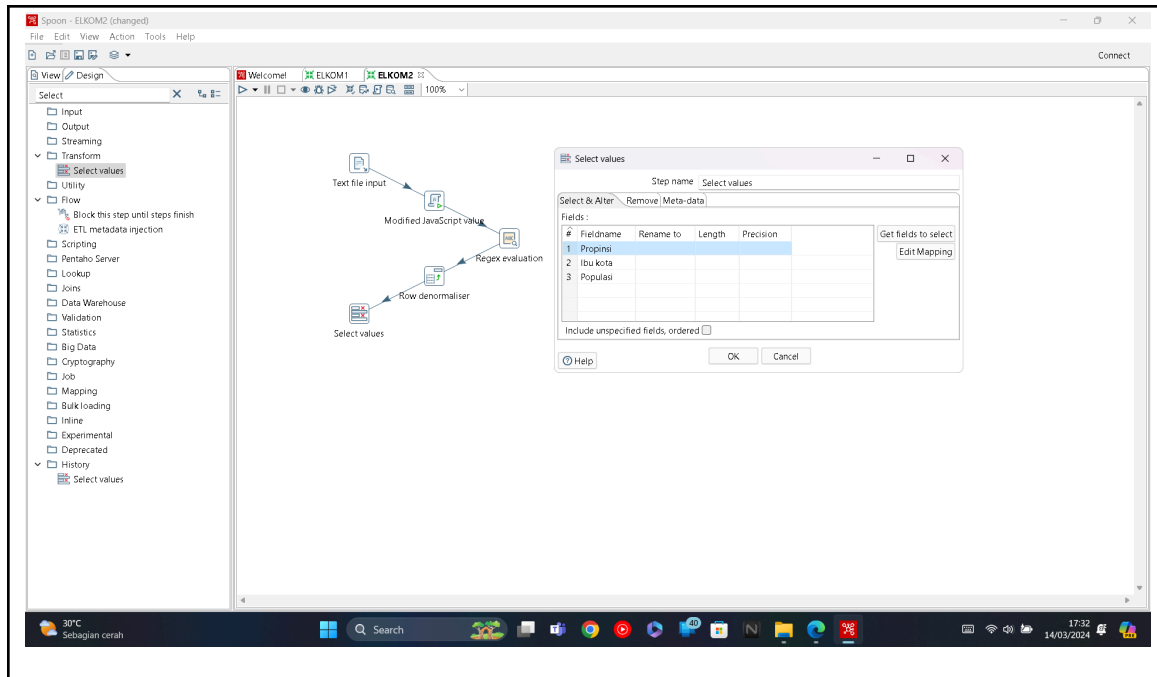 Spoon - ELKOM2 (changed)
File Edit View Action Tools Help
Connect
View Design
Welcome! ELKOM1 ELKOM2
Select
100%
Input
Output
Streaming
Transform
Select values
Utility
Flow
Block this step until steps finish
ETL metadata injection
Scripting
Pentaho Server
Lookup
Joins
Data Warehouse
Validation
Statistics
Big Data
Cryptography
Job
Mapping
Bulk loading
Inline
Experimental
Deprecated
History
Select values
Text file input
Modified JavaScript value
Regex evaluation
Row denormaliser
Select values
Select values
Step name Select values
Select & Alter Remove Meta-data
Fields :
# Fieldname Rename to Length Precision
1 Propinsi
2 Ibu kota
3 Populasi
Get fields to select
Edit Mapping
Include unspecified fields, ordered
Help
OK Cancel
30°C
Sebagian cerah
Search
40
17:32
14/03/2024